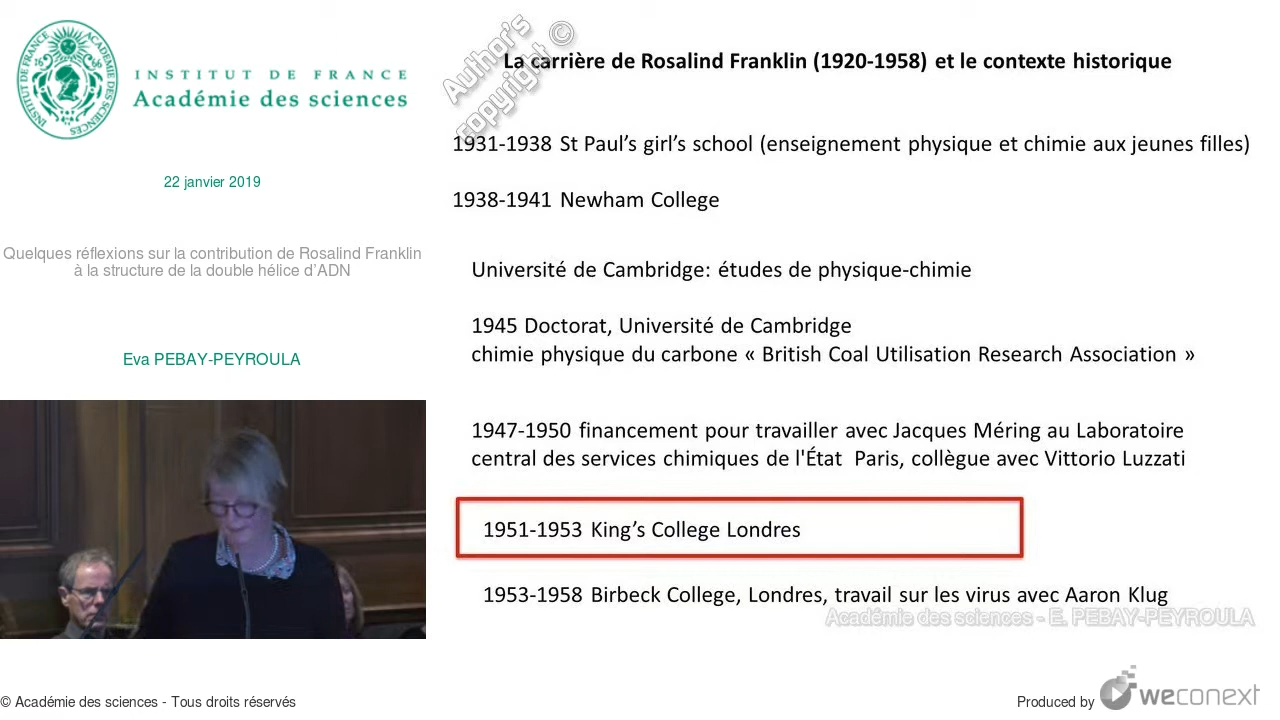 INSTITUT DE FRANCE
Académie des sciences
22 janvier 2019
Quelques réflexions sur la contribution de Rosalind Franklin
à la structure de la double hélice d'ADN
Eva PEBAY-PEYROULA
Author's
copyright ©
La carrière de Rosalind Franklin (1920-1958) et le contexte historique
1931-1938 St Paul's girl's school (enseignement physique et chimie aux jeunes filles)
1938-1941 Newham College
Université de Cambridge: études de physique-chimie
1945 Doctorat, Université de Cambridge
chimie physique du carbone « British Coal Utilisation Research Association »
1947-1950 financement pour travailler avec Jacques Méring au Laboratoire
central des services chimiques de l'État Paris, collègue avec Vittorio Luzzati
1951-1953 King's College Londres
1953-1958 Birbeck College, Londres, travail sur les virus avec Aaron Klug
Académie des sciences - E. PEBAY-PEYROULA
© Académie des sciences - Tous droits réservés
Produced by weconext